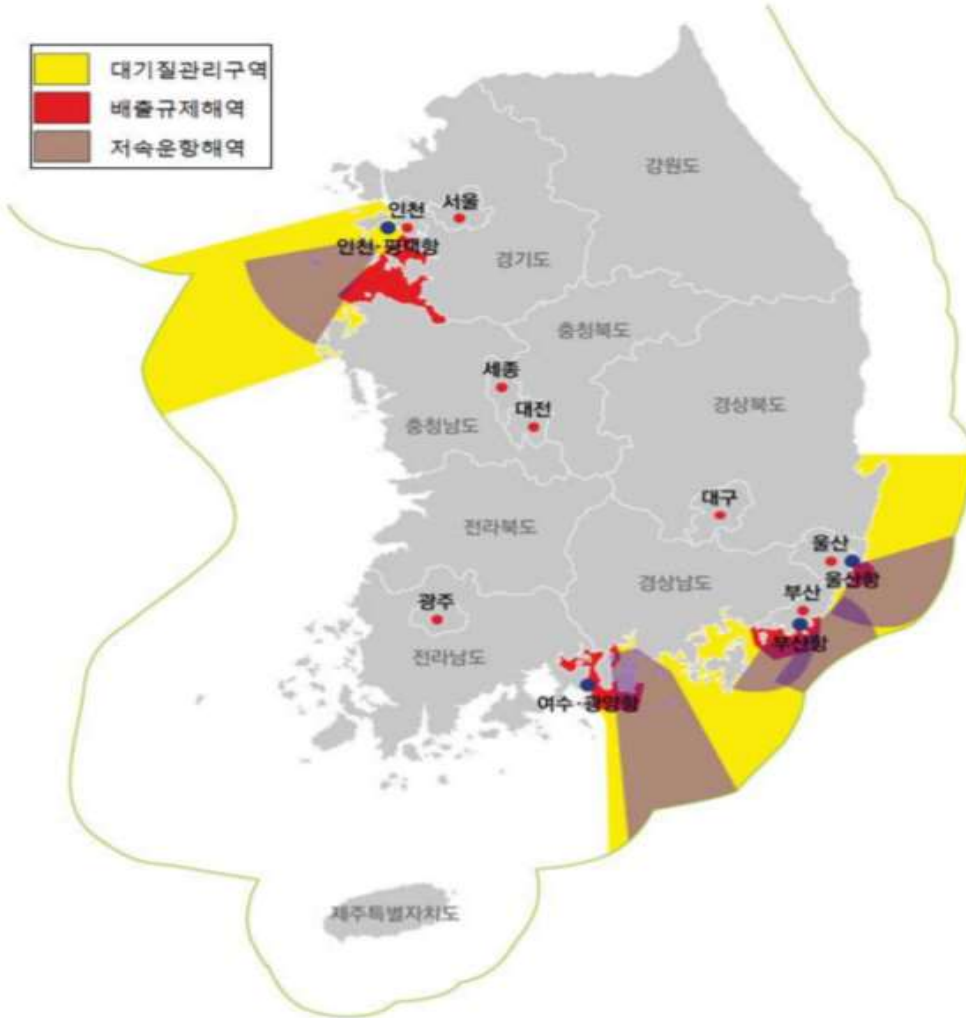 대기질관리구역
배출규제해역
저속운항해역
강원도
인천
서울
인천·평택항
경기도
충청북도
세종
대전
경상북도
충청남도
대구
전라북도
울산
울산항
경상남도
부산
부산항
광주
전라남도
여수·광양항
제주특별자치도